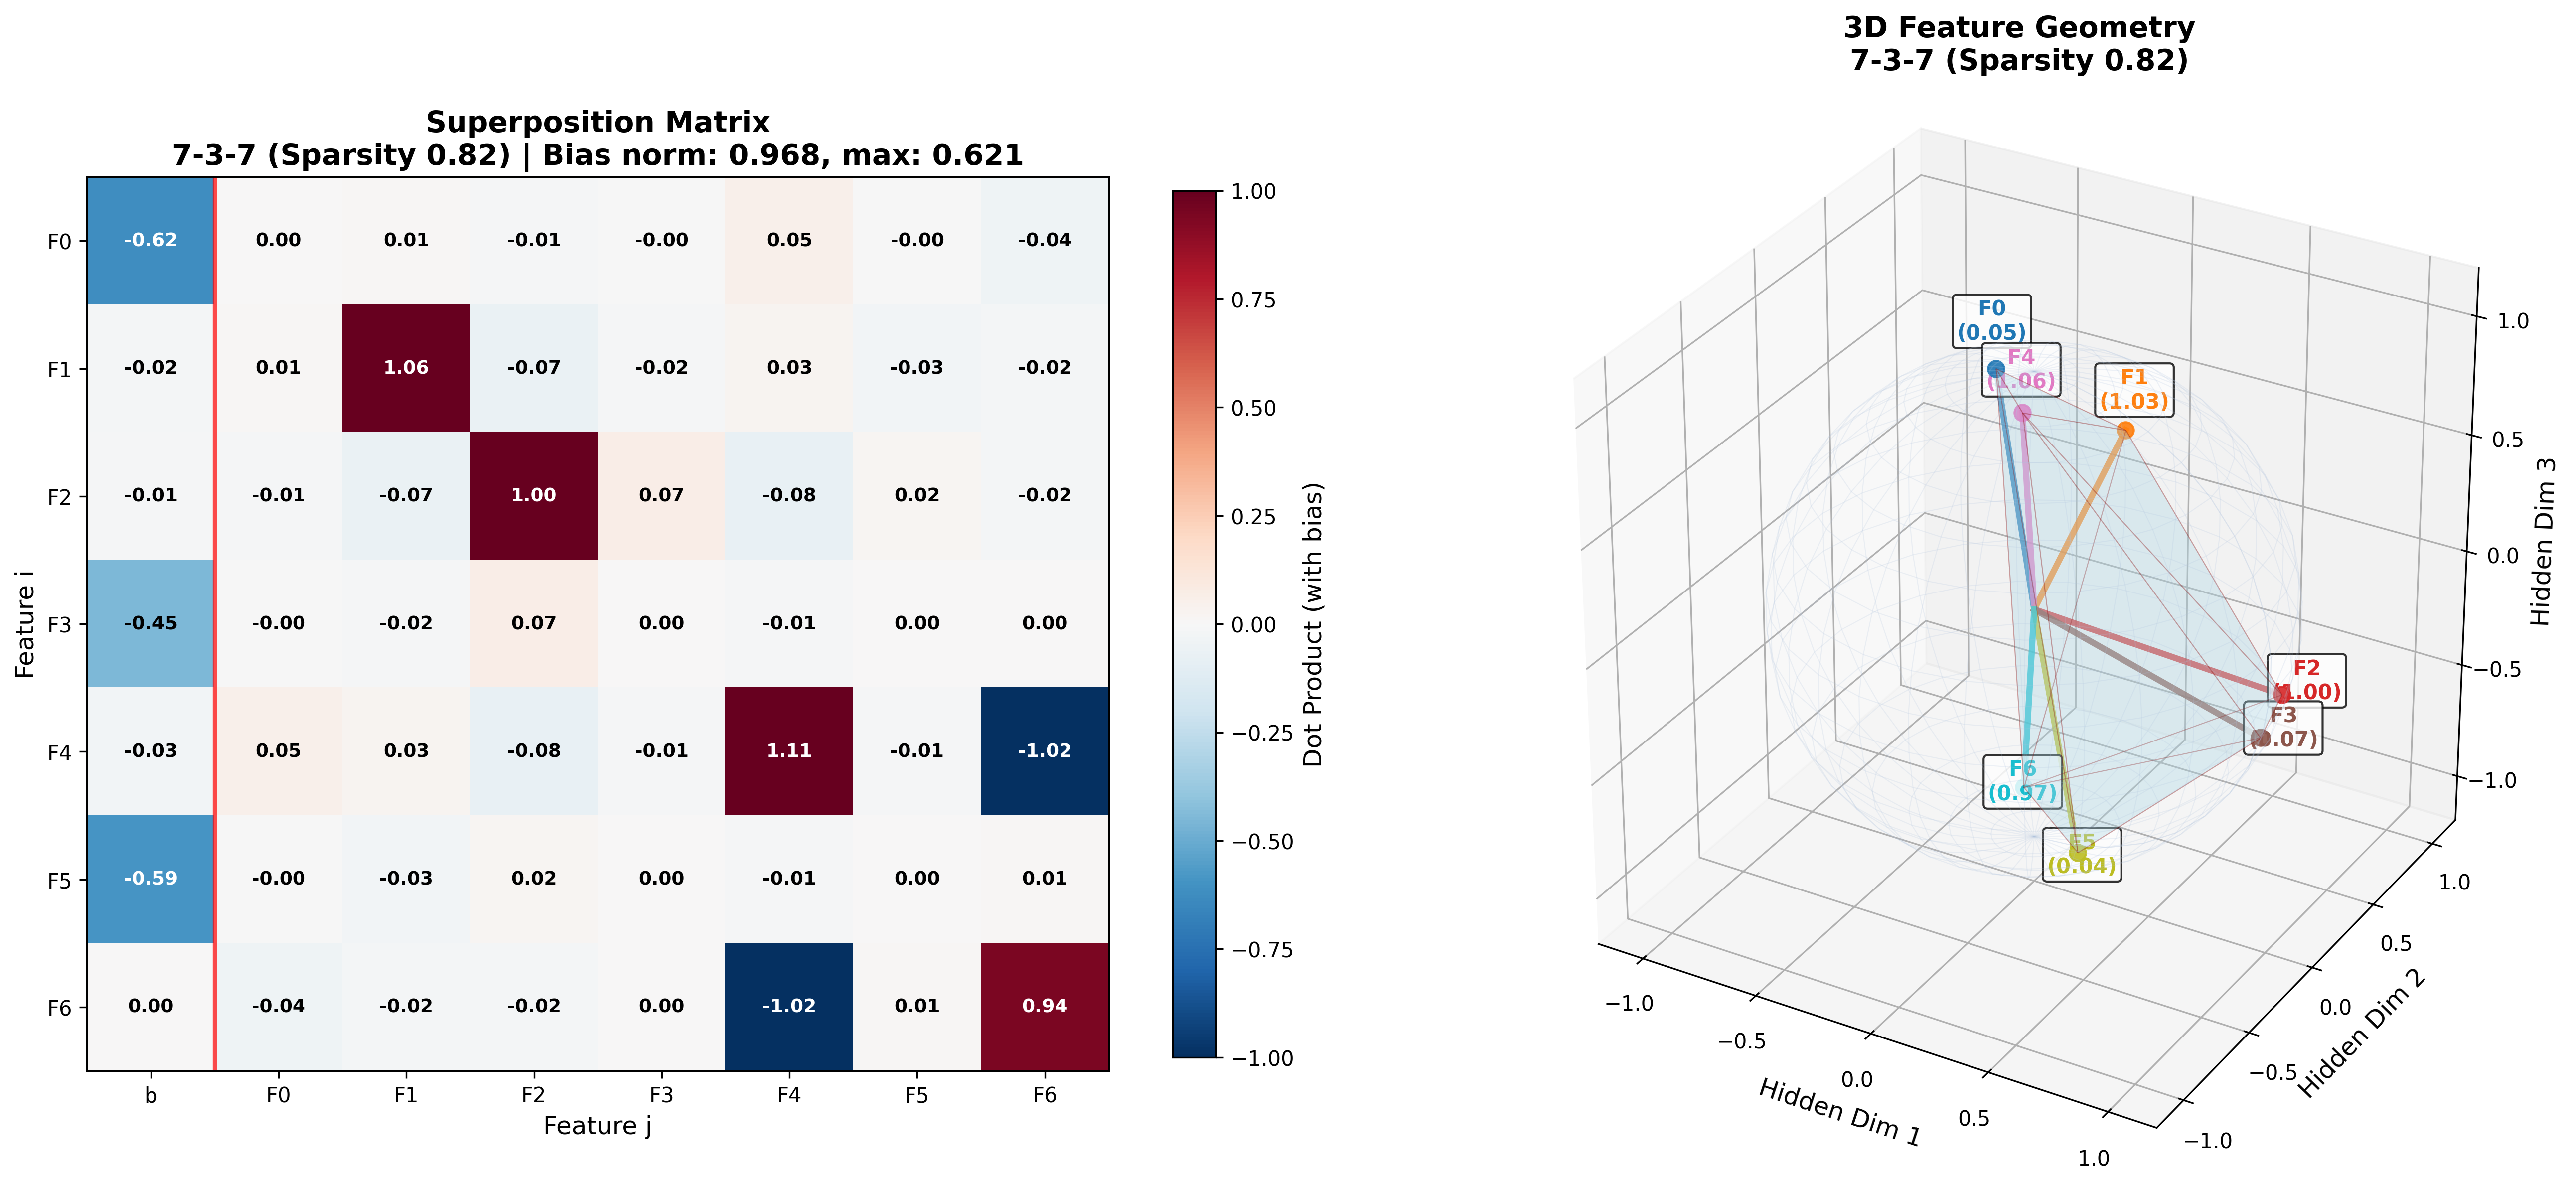 Superposition Matrix
7-3-7 (Sparsity 0.82) | Bias norm: 0.968, max: 0.621
Feature i
F0 -0.62 0.00 0.01 -0.01 -0.00 0.05 -0.00 -0.04
F1 -0.02 0.01 1.06 -0.07 -0.02 0.03 -0.03 -0.02
F2 -0.01 -0.01 -0.07 1.00 0.07 -0.08 0.02 -0.02
F3 -0.45 -0.00 -0.02 0.07 0.00 -0.01 0.00 0.00
F4 -0.03 0.05 0.03 -0.08 -0.01 1.11 -0.01 -1.02
F5 -0.59 -0.00 -0.03 0.02 0.00 -0.01 0.00 0.01
F6 0.00 -0.04 -0.02 -0.02 0.00 -1.02 0.01 0.94
b F0 F1 F2 F3 F4 F5 F6
Feature j
1.00
0.75
0.50
0.25
0.00
−0.25
−0.50
−0.75
−1.00
Dot Product (with bias)
3D Feature Geometry
7-3-7 (Sparsity 0.82)
F0
(0.05)
F4
(1.06)
F1
(1.03)
F2
(1.00)
F3
(0.07)
F6
(0.97)
F5
(0.04)
1.0
0.5
0.0
−0.5
−1.0
Hidden Dim 3
1.0
0.5
0.0
−0.5
−1.0
Hidden Dim 2
−1.0
−0.5
0.0
0.5
1.0
Hidden Dim 1